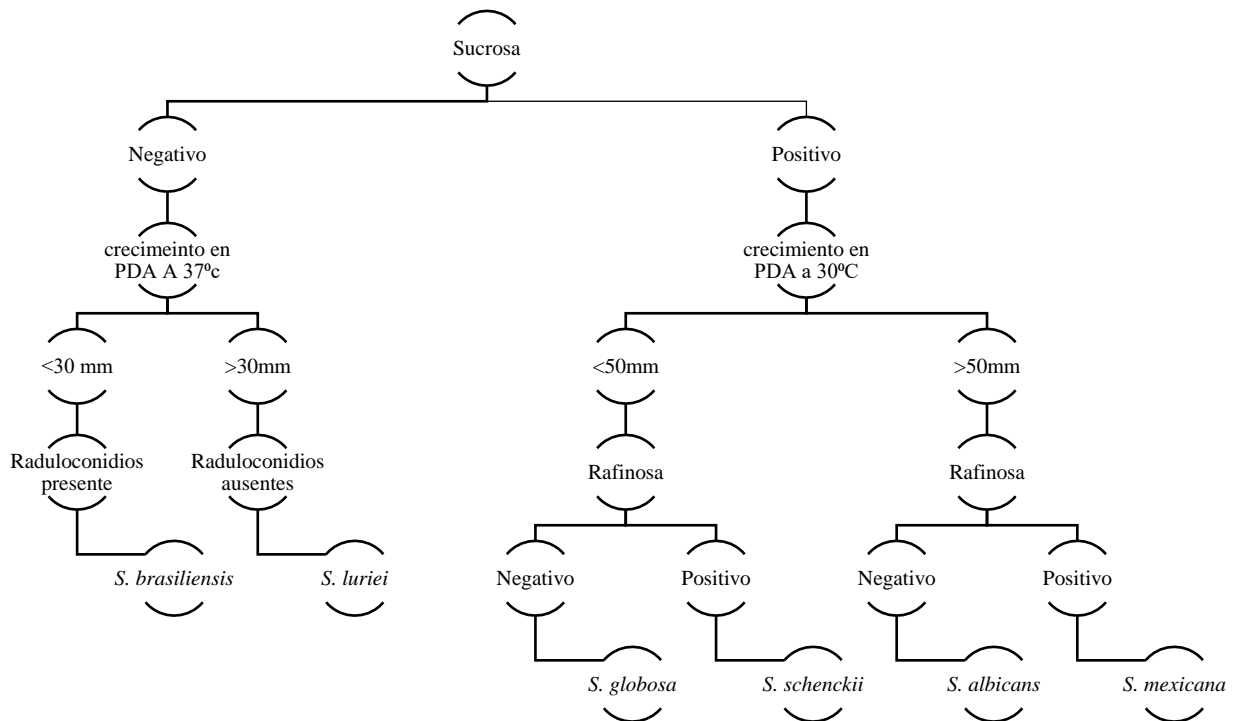 Sucrosa
Negativo
Positivo
crecimeinto en
PDA A 37ºc
crecimiento en
PDA a 30ºC
<30 mm
>30mm
<50mm
>50mm
Raduloconidios
presente
Raduloconidios
ausentes
Rafinosa
Rafinosa
S. brasiliensis
S. luriei
Negativo
Positivo
Negativo
Positivo
S. globosa
S. schenckii
S. albicans
S. mexicana